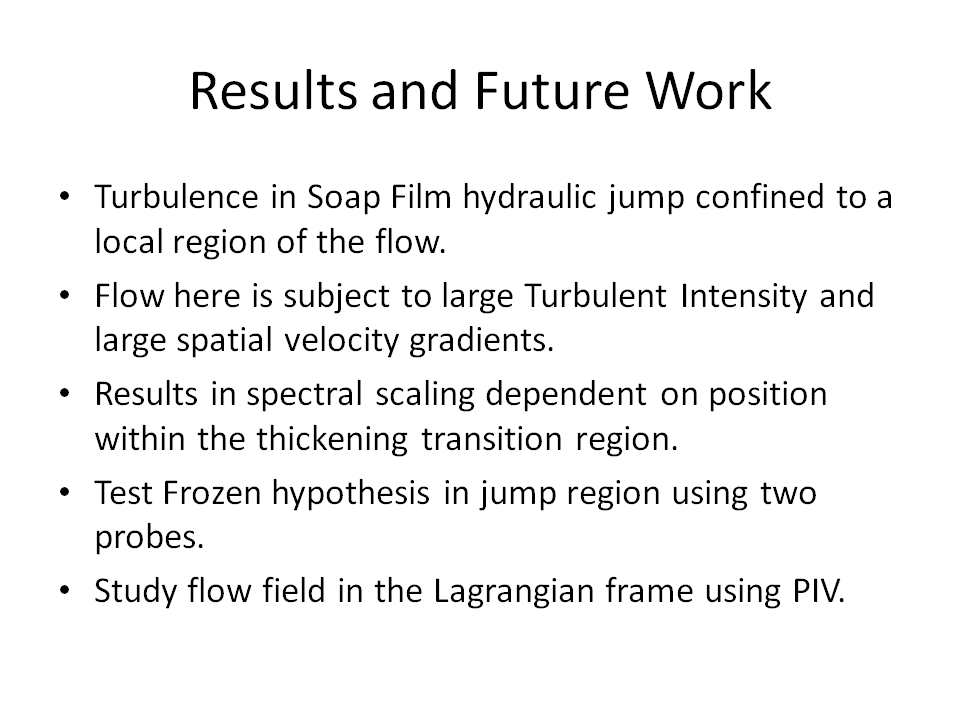 Results and Future Work
• Turbulence in Soap Film hydraulic jump confined to a
local region of the flow.
• Flow here is subject to large Turbulent Intensity and
large spatial velocity gradients.
• Results in spectral scaling dependent on position
within the thickening transition region.
• Test Frozen hypothesis in jump region using two
probes.
• Study flow field in the Lagrangian frame using PIV.